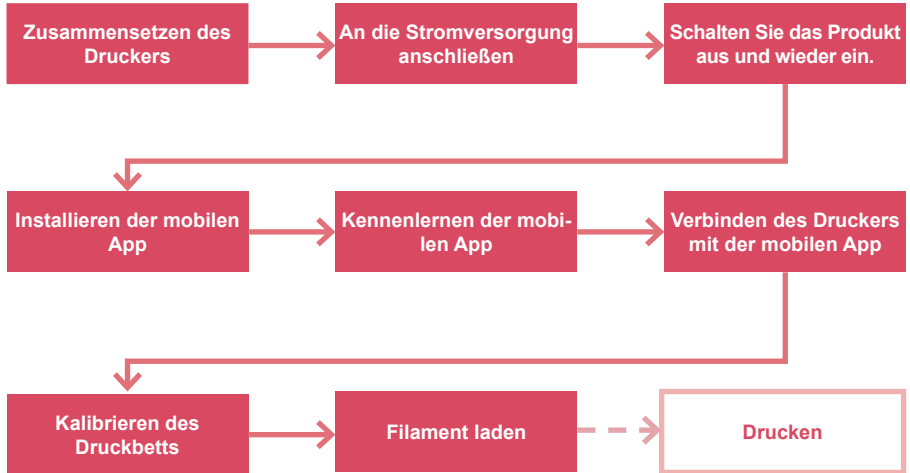 Zusammensetzen des
Druckers
An die Stromversorgung
anschließen
Schalten Sie das Produkt
aus und wieder ein.
Installieren der mobilen
App
Kennenlernen der mobi-
len App
Verbinden des Druckers
mit der mobilen App
Kalibrieren des
Druckbetts
Filament laden
Drucken